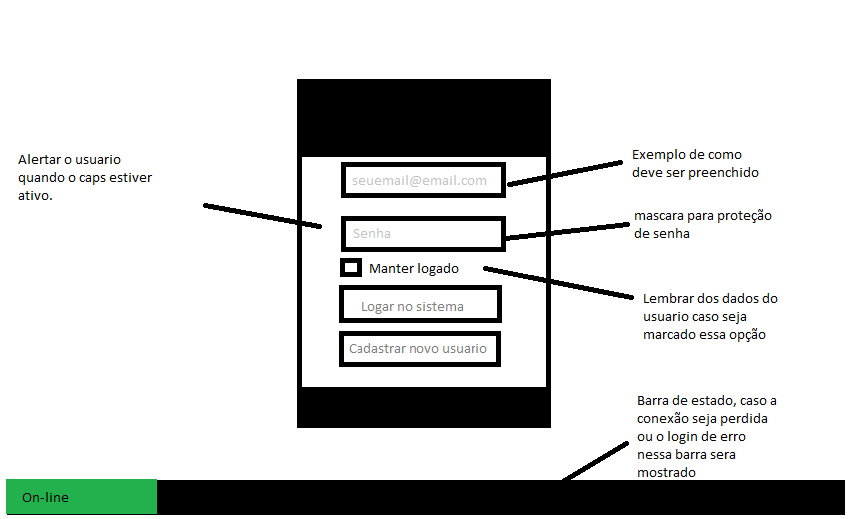 Alertar o usuario
quando o caps estiver
ativo.
seuemail@email.com
Exemplo de como
deve ser preenchido
Senha
mascara para proteção
de senha
Manter logado
Logar no sistema
Lembrar dos dados do
usuario caso seja
marcado essa opção
Cadastrar novo usuario
Barra de estado, caso a
conexão seja perdida
ou o login de erro
nessa barra sera
mostrado
On-line